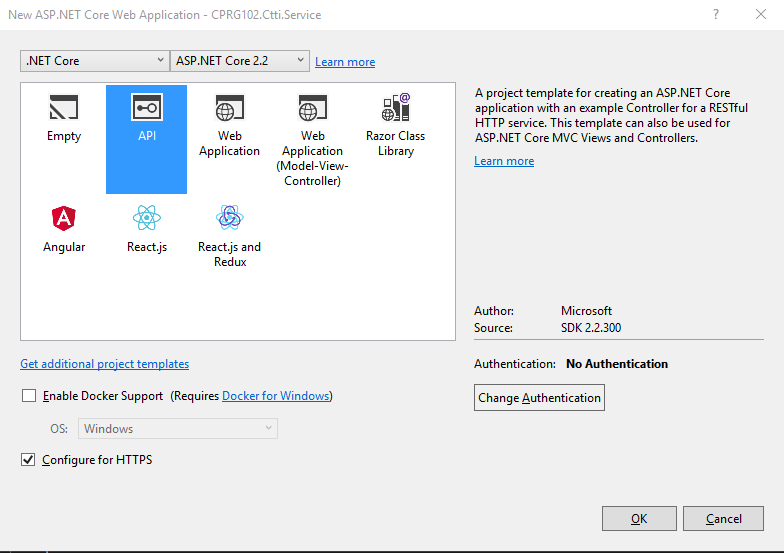 New ASP.NET Core Web Application - CPRG102.Ctti.Service
? 
.NET Core
ASP.NET Core 2.2
Learn more
Empty
API
Web
Application
Web
Application
(Model-View-
Controller)
Razor Class
Library
Angular
React.js
React.js and
Redux
A project template for creating an ASP.NET Core
application with an example Controller for a RESTful
HTTP service. This template can also be used for
ASP.NET Core MVC Views and Controllers.
Learn more
Author: Microsoft
Source: SDK 2.2.300
Get additional project templates
Authentication: No Authentication
Change Authentication
Enable Docker Support (Requires Docker for Windows)
OS: Windows
Configure for HTTPS
OK
Cancel